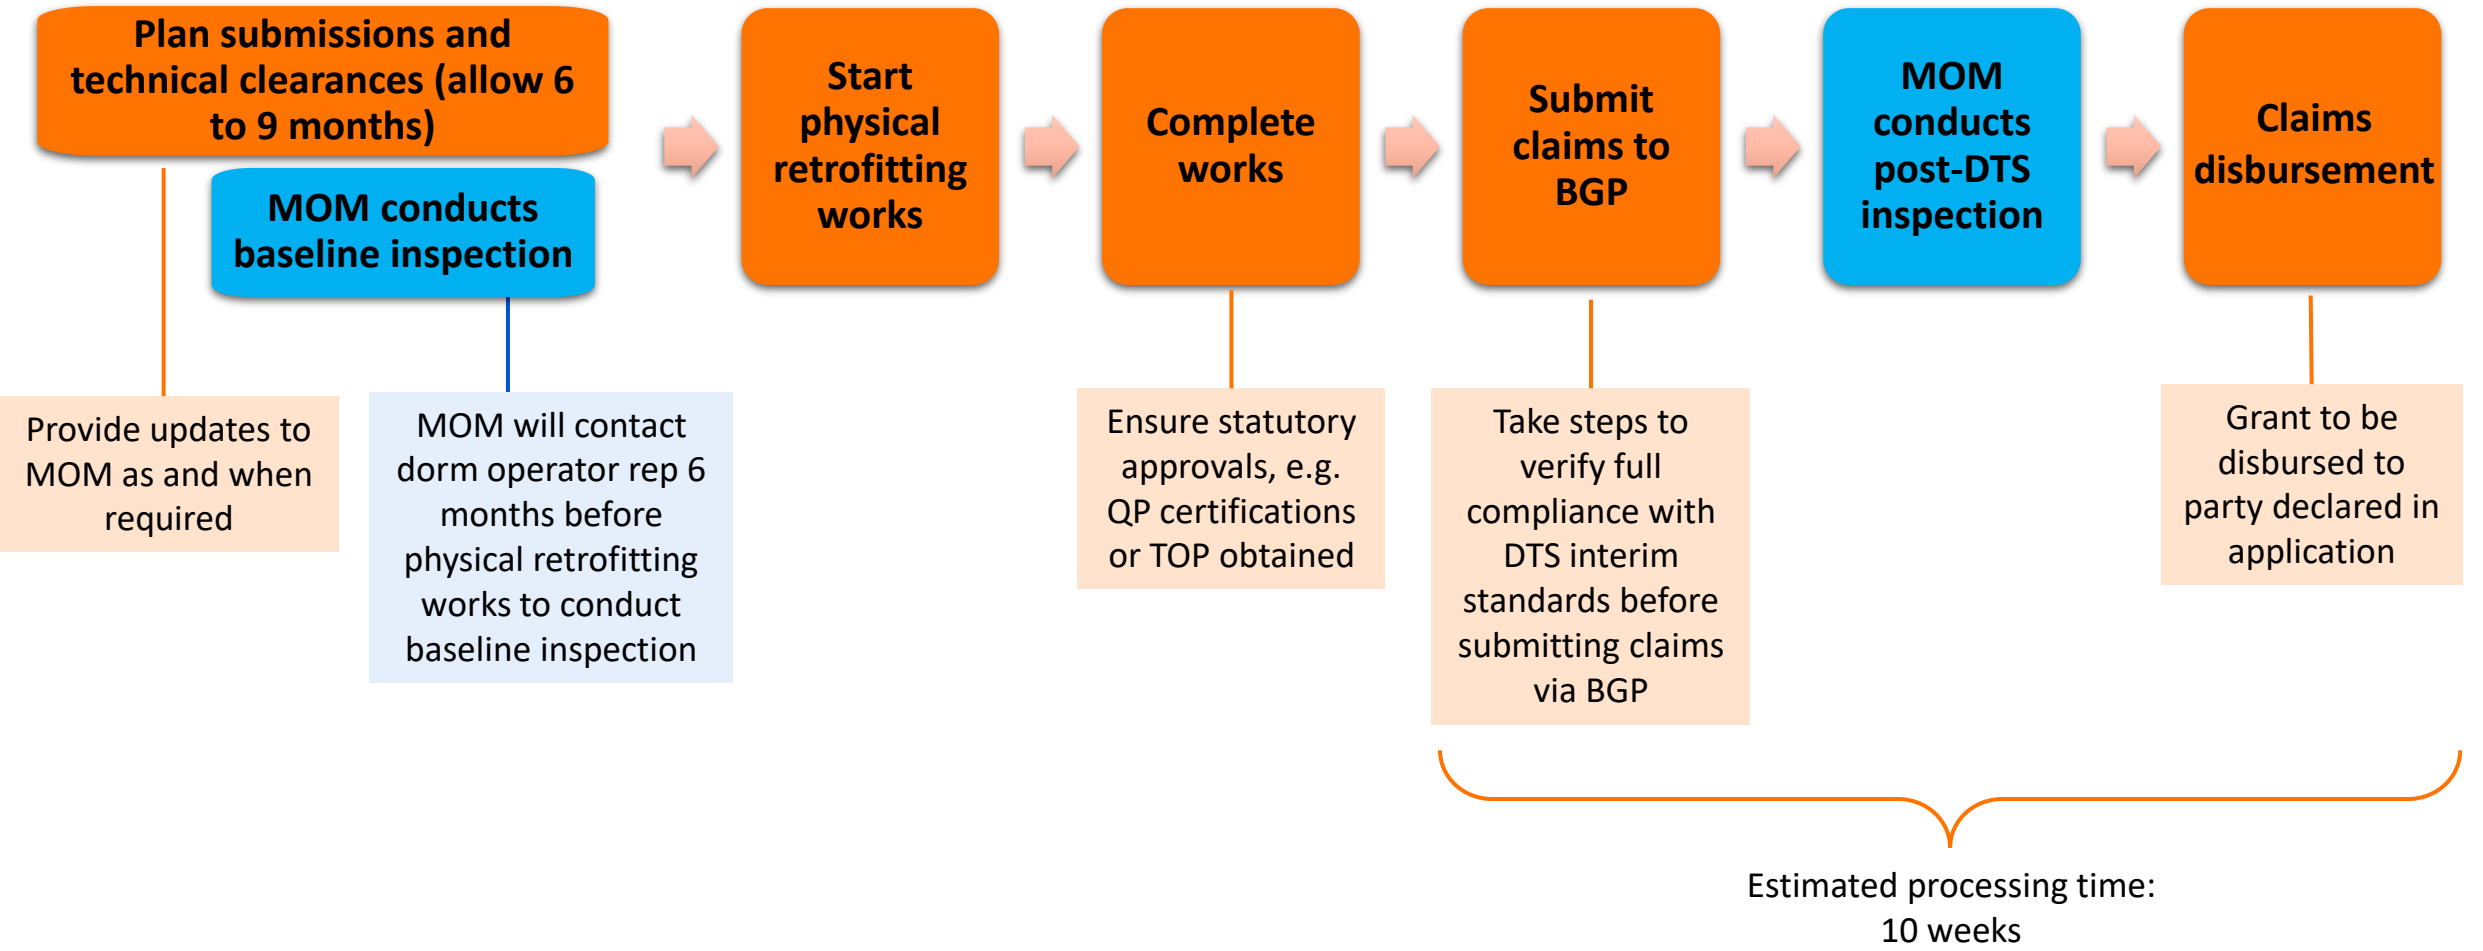 Plan submissions and
technical clearances (allow 6
to 9 months)
MOM conducts
baseline inspection
Start
physical
retrofitting
works
Complete
works
Submit
claims to
BGP
MOM
conducts
post-DTS
inspection
Claims
disbursement
Provide updates to
MOM as and when
required
MOM will contact
dorm operator rep 6
months before
physical retrofitting
works to conduct
baseline inspection
Ensure statutory
approvals, e.g.
QP certifications
or TOP obtained
Take steps to
verify full
compliance with
DTS interim
standards before
submitting claims
via BGP
Grant to be
disbursed to
party declared in
application
Estimated processing time:
10 weeks